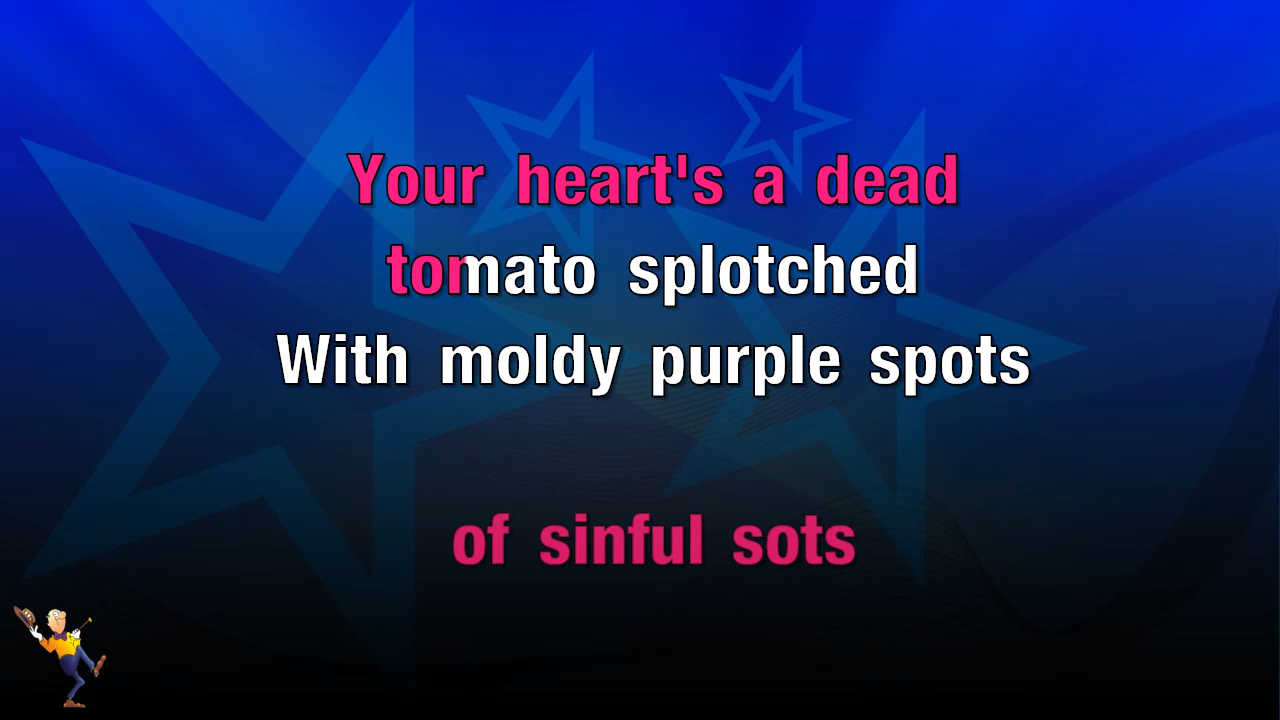 Your heart's a dead
tomato splotched
With moldy purple spots
of sinful sots